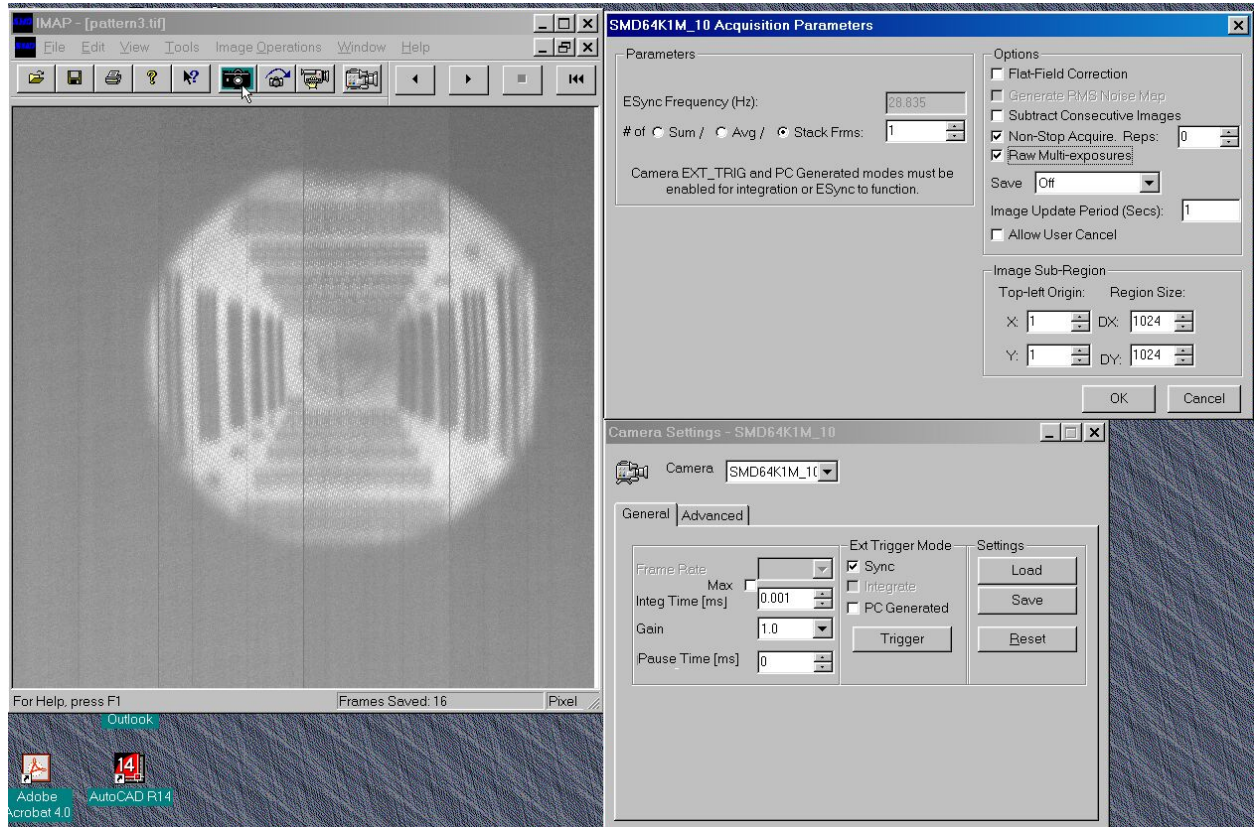 IMAP - [pattern3.tif]
File Edit View Tools Image Operations Window Help
For Help, press F1 Frames Saved: 16 Pixel
Outlook
Adobe Acrobat 4.0
14
AutoCAD R14
SMD64K1M_10 Acquisition Parameters
Parameters
ESync Frequency (Hz): 28.835
# of Sum / Avg / Stack Frms: 1
Camera EXT_TRIG and PC Generated modes must be
enabled for integration or ESync to function.
Options
Flat-Field Correction
Generate RMS Noise Map
Subtract Consecutive Images
Non-Stop Acquire. Reps: 0
Raw Multi-exposures
Save Off
Image Update Period (Secs): 1
Allow User Cancel
Image Sub-Region
Top-left Origin: Region Size:
X: 1 DX: 1024
Y: 1 DY: 1024
OK Cancel
Camera Settings - SMD64K1M_10
Camera SMD64K1M_1(
General Advanced
Frame Rate
Max
Integ Time [ms] 0.001
Gain 1.0
Pause Time [ms] 0
Ext Trigger Mode
Sync
Integrate
PC Generated
Trigger
Settings
Load
Save
Reset